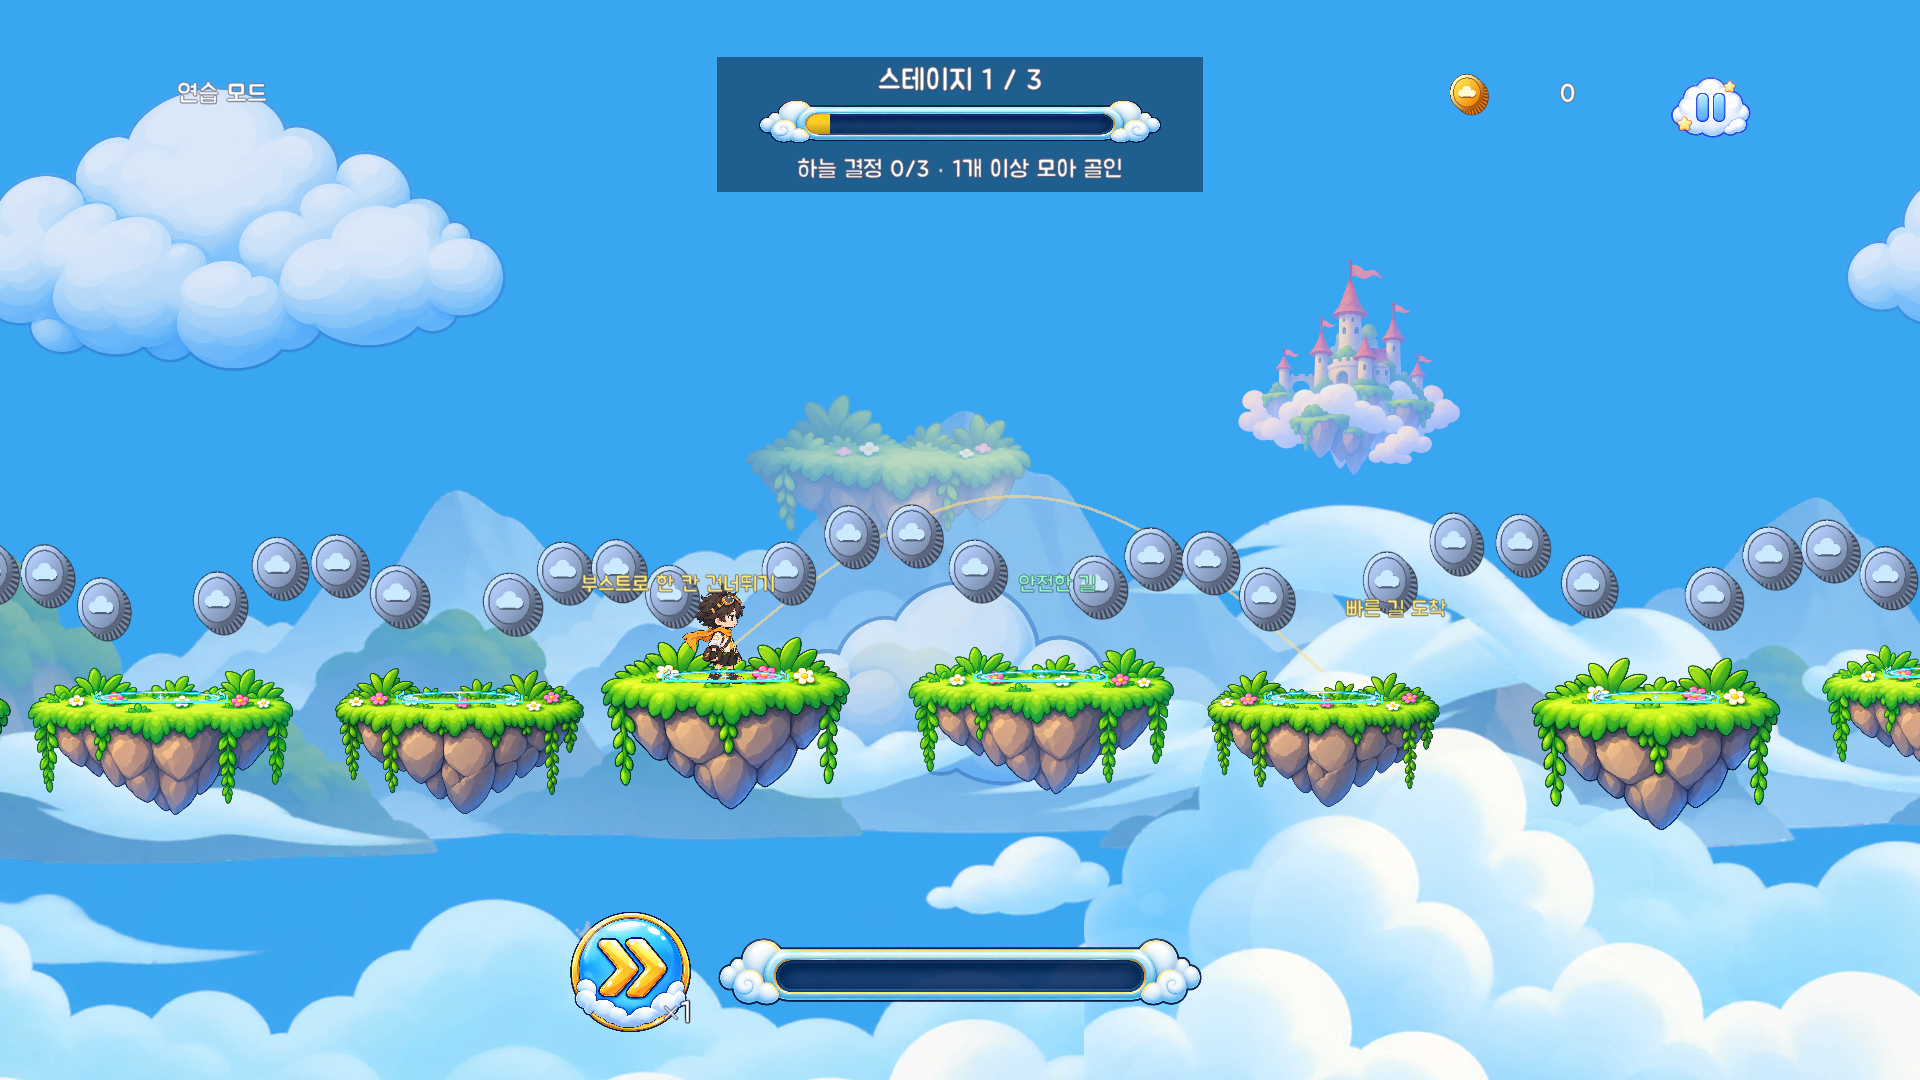 연습 모드
스테이지 1 / 3
0
하늘 결정 0/3 · 1개 이상 모아 골인
부스트로 한 칸 건너뛰기
안전한 길
빠른 길 도착
×1